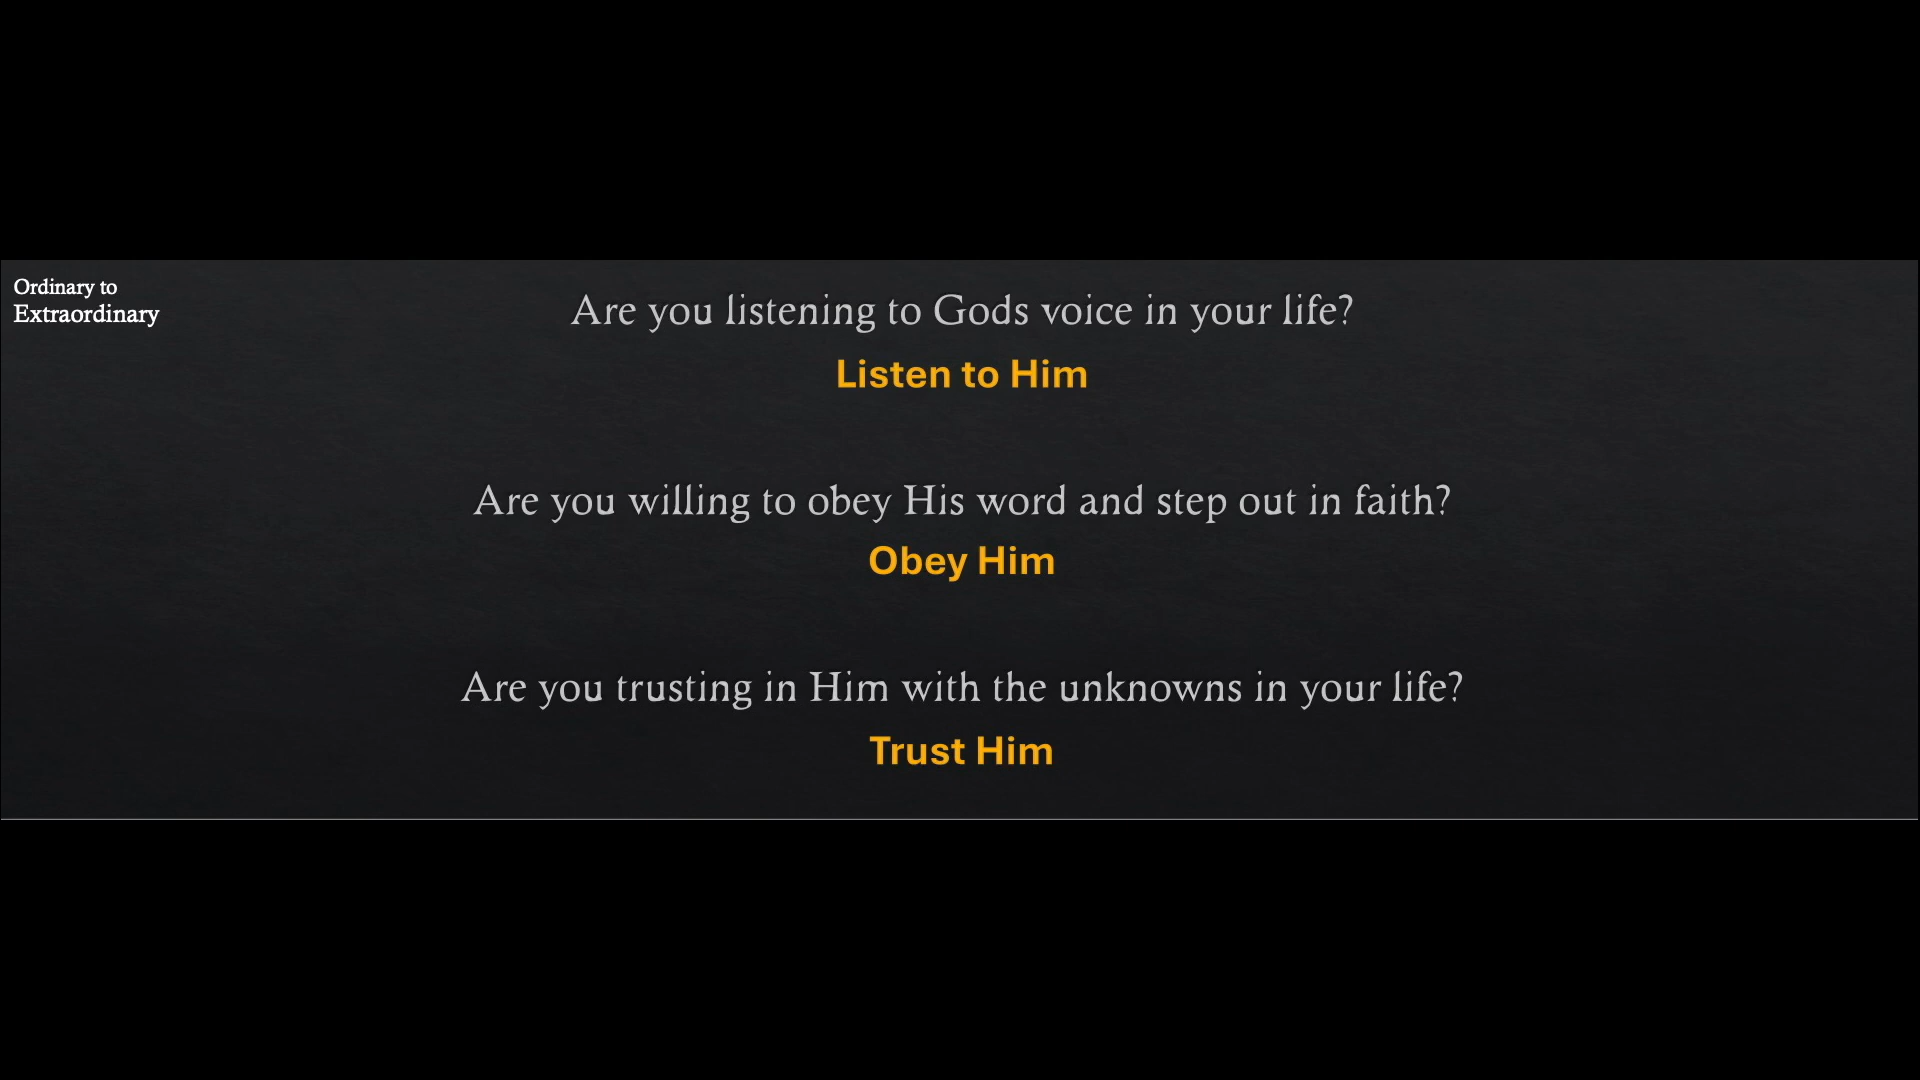 Ordinary to
Extraordinary
Are you listening to Gods voice in your life?
Listen to Him
Are you willing to obey His word and step out in faith?
Obey Him
Are you trusting in Him with the unknowns in your life?
Trust Him